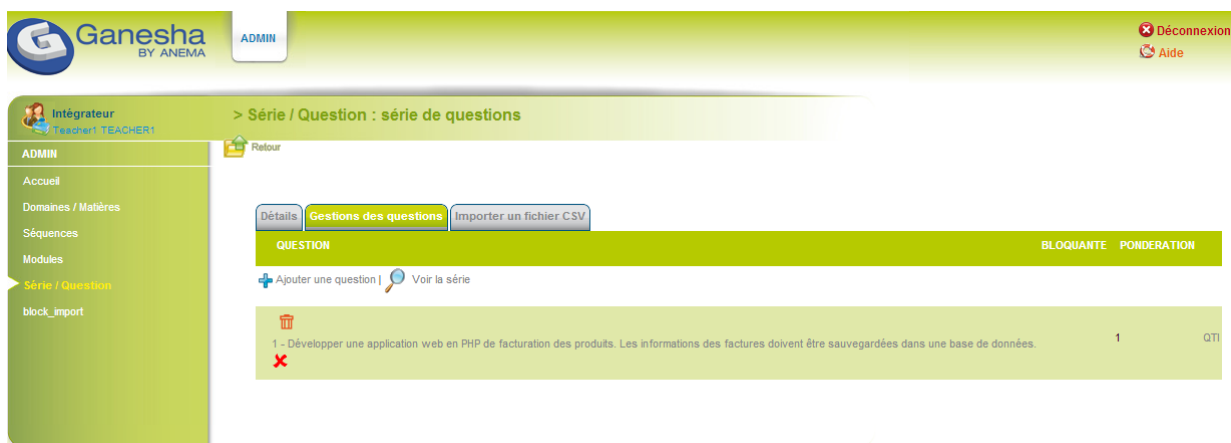 Ganesha
BY ANEMA
ADMIN
Déconnexion
Aide
Intégrateur
Teacher1 TEACHER1
> Série / Question : série de questions
ADMIN
Retour
Accueil
Domaines / Matières
Séquences
Modules
Série / Question
block_import
Détails
Gestions des questions
Importer un fichier CSV
QUESTION
BLOQUANTE
PONDERATION
Ajouter une question |
Voir la série
1 - Développer une application web en PHP de facturation des produits. Les informations des factures doivent être sauvegardées dans une base de données.
1
QTI